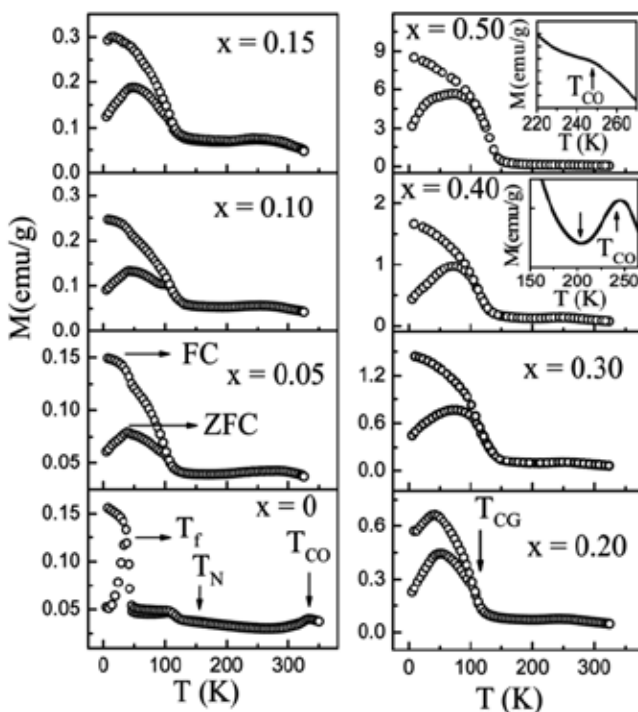 0.3
x = 0.15
0.2
0.1
0.0
0.3
x = 0.10
0.2
0.1
0.0
0.15
FC
x = 0.05
0.10
ZFC
0.05
x = 0
0.15
T_f
T_N
T_CO
0.10
0.05
0 100 200 300
T (K)
M(emu/g)
x = 0.50
9
6
3
0
M(emu/g)
T_CO
220 240 260
T (K)
x = 0.40
2
1
0
M(emu/g)
T_CO
150 200 250
T (K)
x = 0.30
1.2
0.6
0.0
T_CG
x = 0.20
0.6
0.3
0.0
0 100 200 300
T (K)